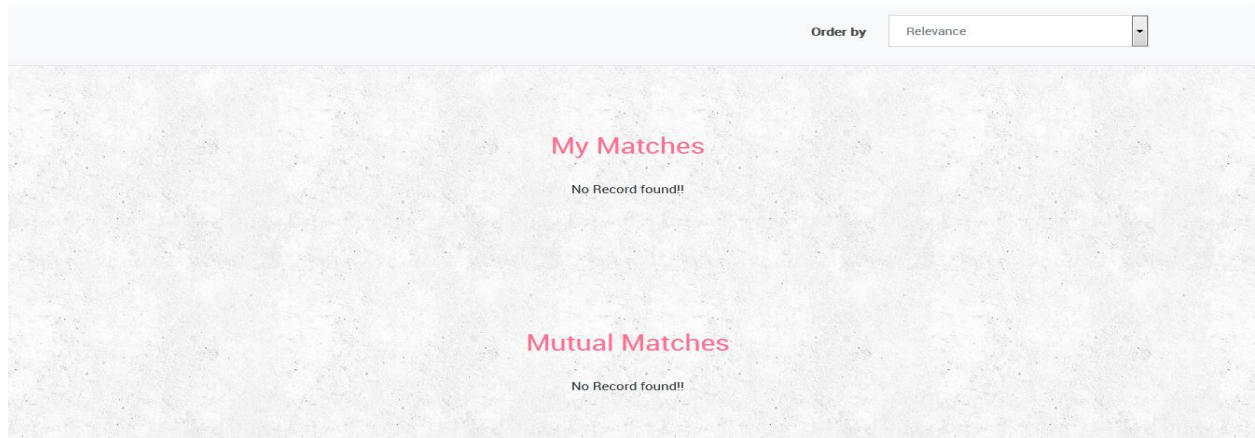 Order by Relevance
My Matches
No Record found!!
Mutual Matches
No Record found!!